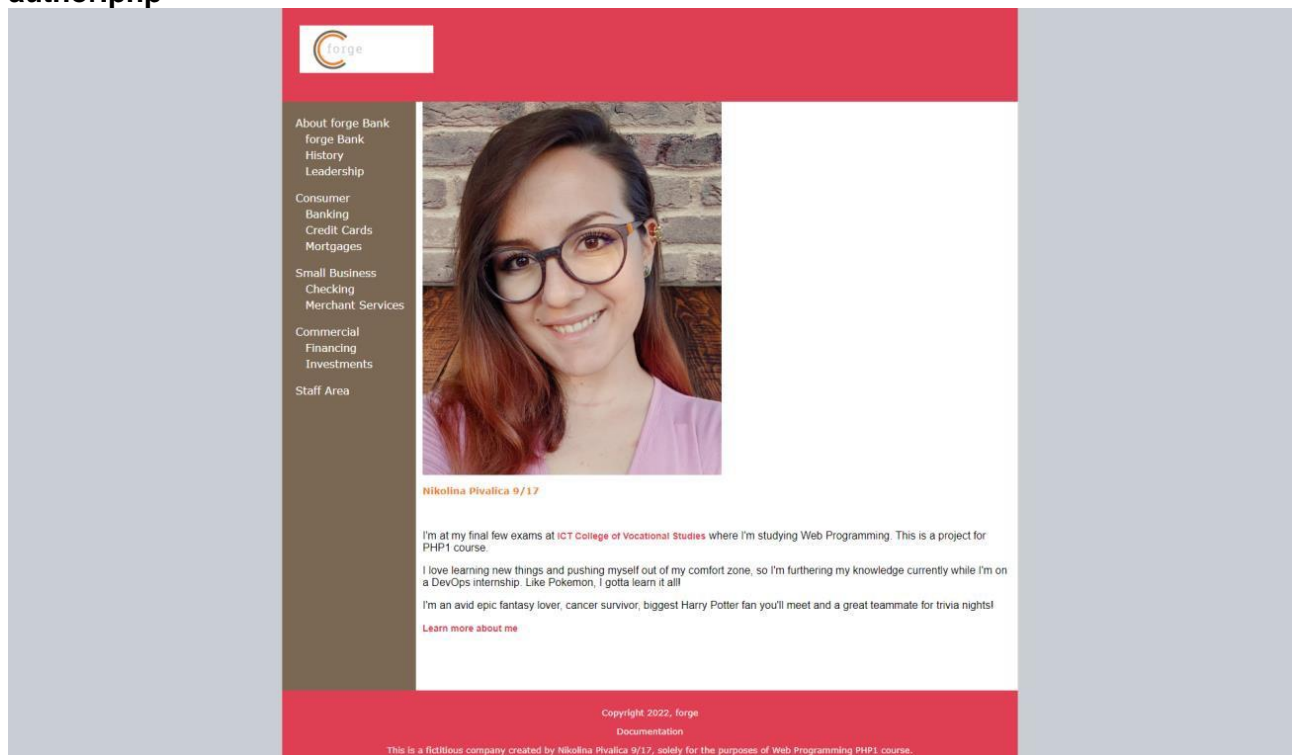 author.php
forge
About forge Bank
forge Bank
History
Leadership
Consumer
Banking
Credit Cards
Mortgages
Small Business
Checking
Merchant Services
Commercial
Financing
Investments
Staff Area
Nikolina Pivalica 9/17
I'm at my final few exams at ICT College of Vocational Studies where I'm studying Web Programming. This is a project for
PHP1 course.
I love learning new things and pushing myself out of my comfort zone, so I'm furthering my knowledge currently while I'm on
a DevOps internship. Like Pokemon, I gotta learn it all!
I'm an avid epic fantasy lover, cancer survivor, biggest Harry Potter fan you'll meet and a great teammate for trivia nights!
Learn more about me
Copyright 2022, forge
Documentation
This is a fictitious company created by Nikolina Pivalica 9/17, solely for the purposes of Web Programming PHP1 course.